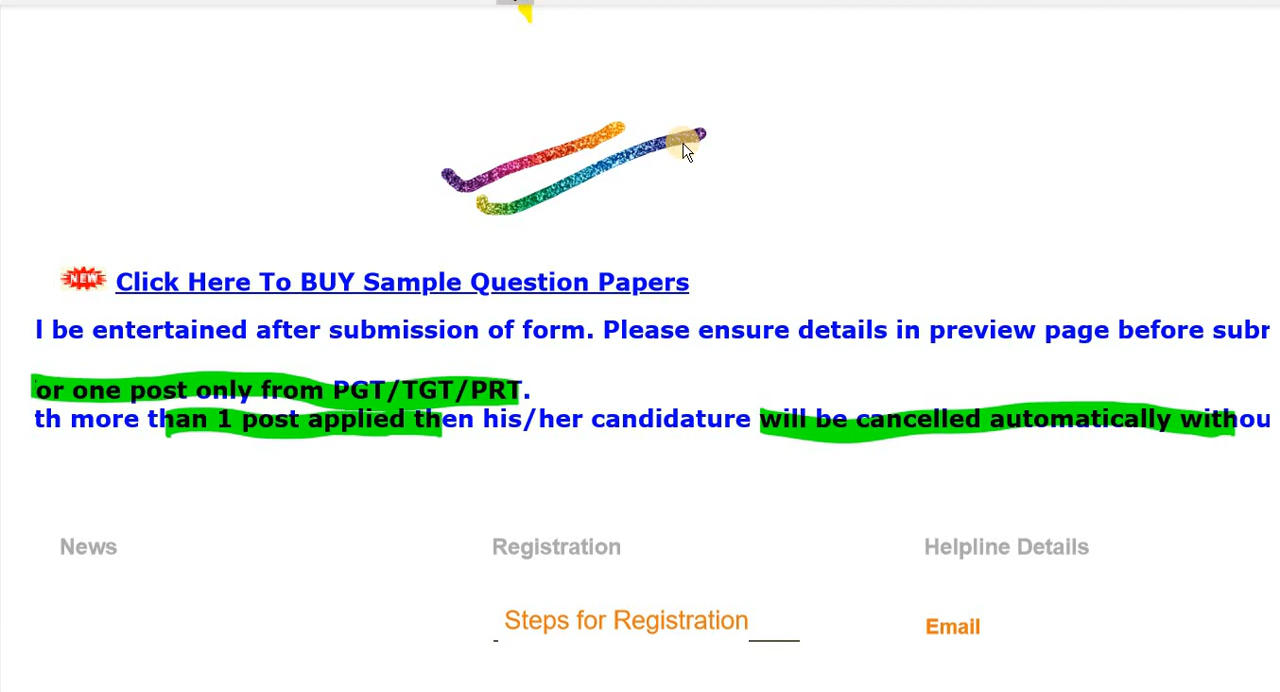 NEW Click Here To BUY Sample Question Papers
l be entertained after submission of form. Please ensure details in preview page before
or one post only from PGT/TGT/PRT.
th more than 1 post applied then his/her candidature will be cancelled automatically withou
News Registration Helpline Details
Steps for Registration Email